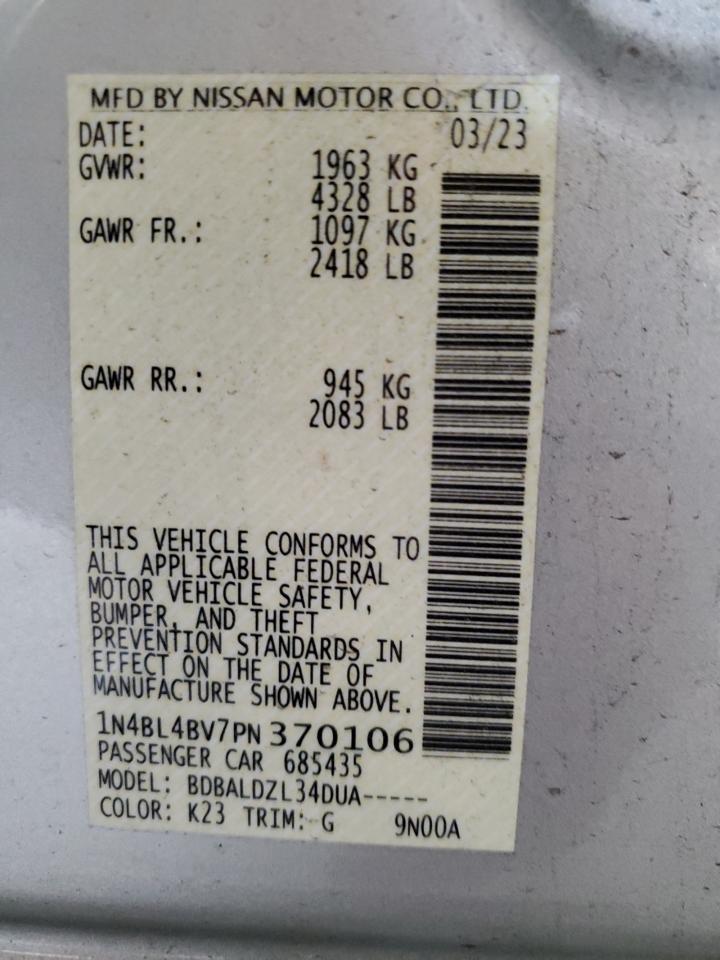 MFD BY NISSAN MOTOR CO., LTD.
DATE: 03/23
GVWR: 1963 KG
4328 LB
GAWR FR.: 1097 KG
2418 LB
GAWR RR.: 945 KG
2083 LB
THIS VEHICLE CONFORMS TO
ALL APPLICABLE FEDERAL
MOTOR VEHICLE SAFETY,
BUMPER, AND THEFT
PREVENTION STANDARDS IN
EFFECT ON THE DATE OF
MANUFACTURE SHOWN ABOVE.
1N4BL4BV7PN370106
PASSENGER CAR 685435
MODEL: BDBALDZL34DUA-----
COLOR: K23 TRIM: G 9N00A